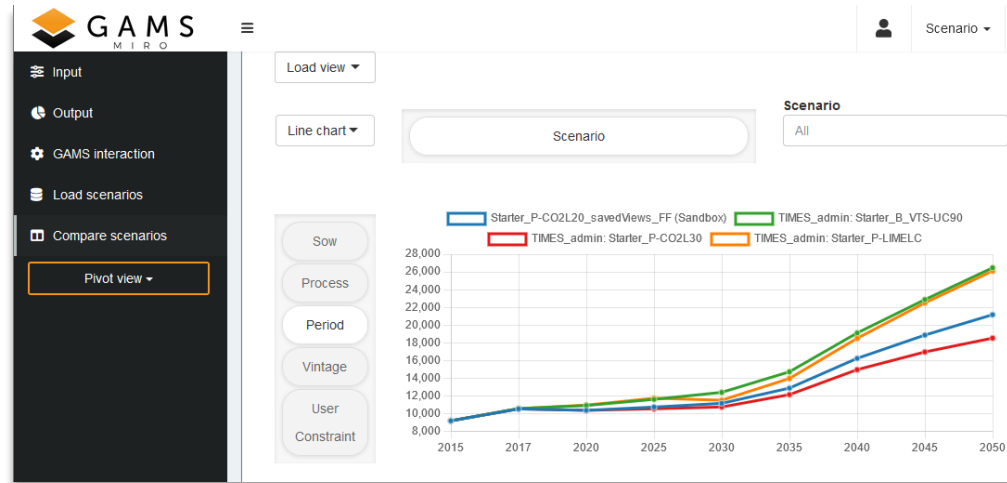 GAMS
MIRO
Scenario
Input
Output
GAMS interaction
Load scenarios
Compare scenarios
Pivot view
Load view
Line chart
Scenario
Scenario
All
Sow
Process
Period
Vintage
User
Constraint
Starter_P-CO2L20_savedViews_FF (Sandbox) TIMES_admin: Starter_B_VTS-UC90
TIMES_admin: Starter_P-CO2L30 TIMES_admin: Starter_P-LIMELC
28,000
26,000
24,000
22,000
20,000
18,000
16,000
14,000
12,000
10,000
8,000
2015 2017 2020 2025 2030 2035 2040 2045 2050